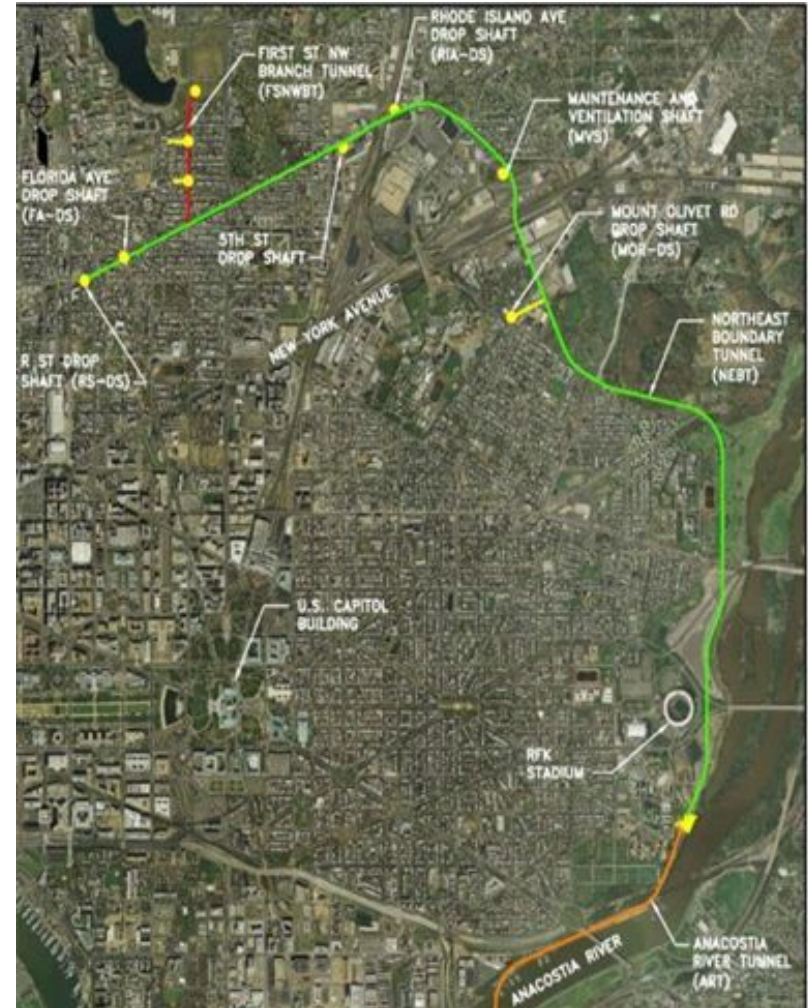 RHODE ISLAND AVE
DROP SHAFT
(RIA-DS)
N
FIRST ST NW
BRANCH TUNNEL
(FSNWBT)
MAINTENANCE AND
VENTILATION SHAFT
(MVS)
FLORIDA AVE
DROP SHAFT
(FA-DS)
MOUNT OLIVET RD
DROP SHAFT
(MOR-DS)
5TH ST
DROP SHAFT
NEW YORK AVENUE
NORTHEAST
BOUNDARY
TUNNEL
(NEBT)
R ST DROP
SHAFT (RS-DS)
U.S. CAPITOL
BUILDING
RFK
STADIUM
ANACOSTIA RIVER
ANACOSTIA
RIVER TUNNEL
(ART)